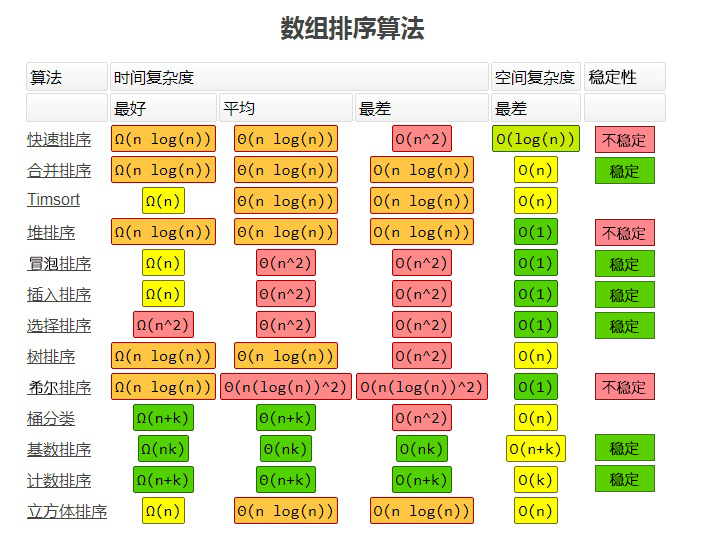 数组排序算法
算法 时间复杂度 空间复杂度 稳定性
最好 平均 最差 最差
快速排序 Ω(n log(n)) Θ(n log(n)) O(n^2) O(log(n)) 不稳定
合并排序 Ω(n log(n)) Θ(n log(n)) O(n log(n)) O(n) 稳定
Timsort Ω(n) Θ(n log(n)) O(n log(n)) O(n)
堆排序 Ω(n log(n)) Θ(n log(n)) O(n log(n)) O(1) 不稳定
冒泡排序 Ω(n) Θ(n^2) O(n^2) O(1) 稳定
插入排序 Ω(n) Θ(n^2) O(n^2) O(1) 稳定
选择排序 Ω(n^2) Θ(n^2) O(n^2) O(1) 稳定
树排序 Ω(n log(n)) Θ(n log(n)) O(n^2) O(n)
希尔排序 Ω(n log(n)) Θ(n(log(n))^2) O(n(log(n))^2) O(1) 不稳定
桶分类 Ω(n+k) Θ(n+k) O(n^2) O(n)
基数排序 Ω(nk) Θ(nk) O(nk) O(n+k) 稳定
计数排序 Ω(n+k) Θ(n+k) O(n+k) O(k) 稳定
立方体排序 Ω(n) Θ(n log(n)) O(n log(n)) O(n)